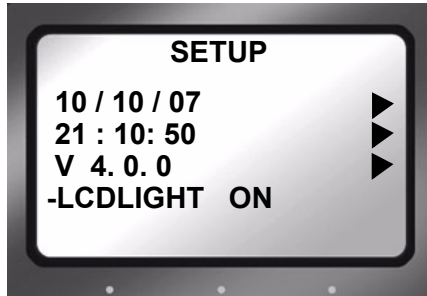 SETUP
10 / 10 / 07
21 : 10: 50
V 4. 0. 0
-LCDLIGHT ON